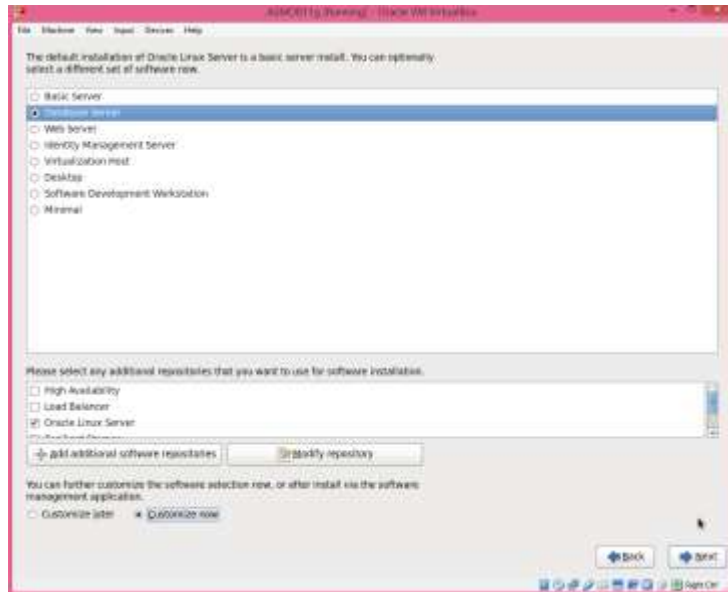 File Machine View Input Devices Help
The default installation of Oracle Linux Server is a basic server install. You can optionally
select a different set of software now.
Basic Server
Database Server
Web Server
Identity Management Server
Virtualization Host
Desktop
Software Development Workstation
Minimal
Please select any additional repositories that you want to use for software installation.
High Availability
Load Balancer
Oracle Linux Server
Add additional software repositories
Modify repository
You can further customize the software selection now, or after install via the software
management application.
Customize later
Customize now
Back
Next
Right Ctrl